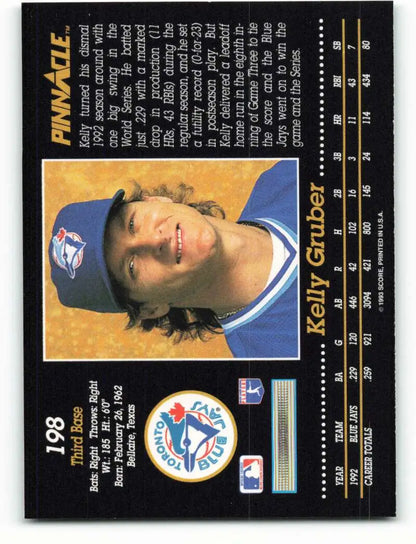 198
Third Base
Bats: Right Throws: Right
Wt.: 185 Ht.: 6'0"
Born: February 26, 1962
Bellaire, Texas
TORONTO
BLUE JAYS
PINNACLE™
Kelly turned his dismal
1992 season around with
one big swing in the
World Series. He batted
just .229 with a marked
drop in production (11
HRs, 43 RBIs) during the
regular season and he set
a futility record (0-for-23)
in postseason play. But
Kelly delivered a leadoff
home run in the eighth in-
ning of Game Three to tie
the score and the Blue
Jays went on to win the
game and the Series.
Kelly Gruber
YEAR TEAM BA G AB R H 2B 3B HR RBI SB
1992 BLUE JAYS .229 120 446 42 102 16 3 11 43 7
CAREER TOTALS .259 921 3094 421 800 145 24 114 434 80
© 1993 SCORE, PRINTED IN U.S.A.